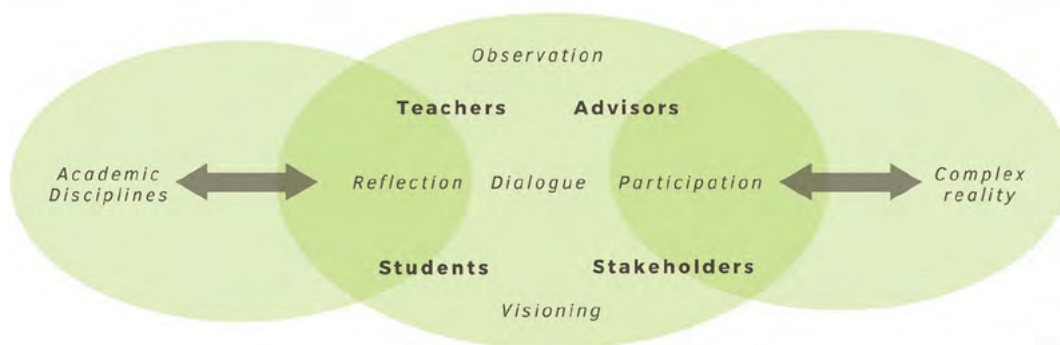 Observation
Teachers Advisors
Academic
Disciplines
Reflection Dialogue Participation
Complex
reality
Students Stakeholders
Visioning